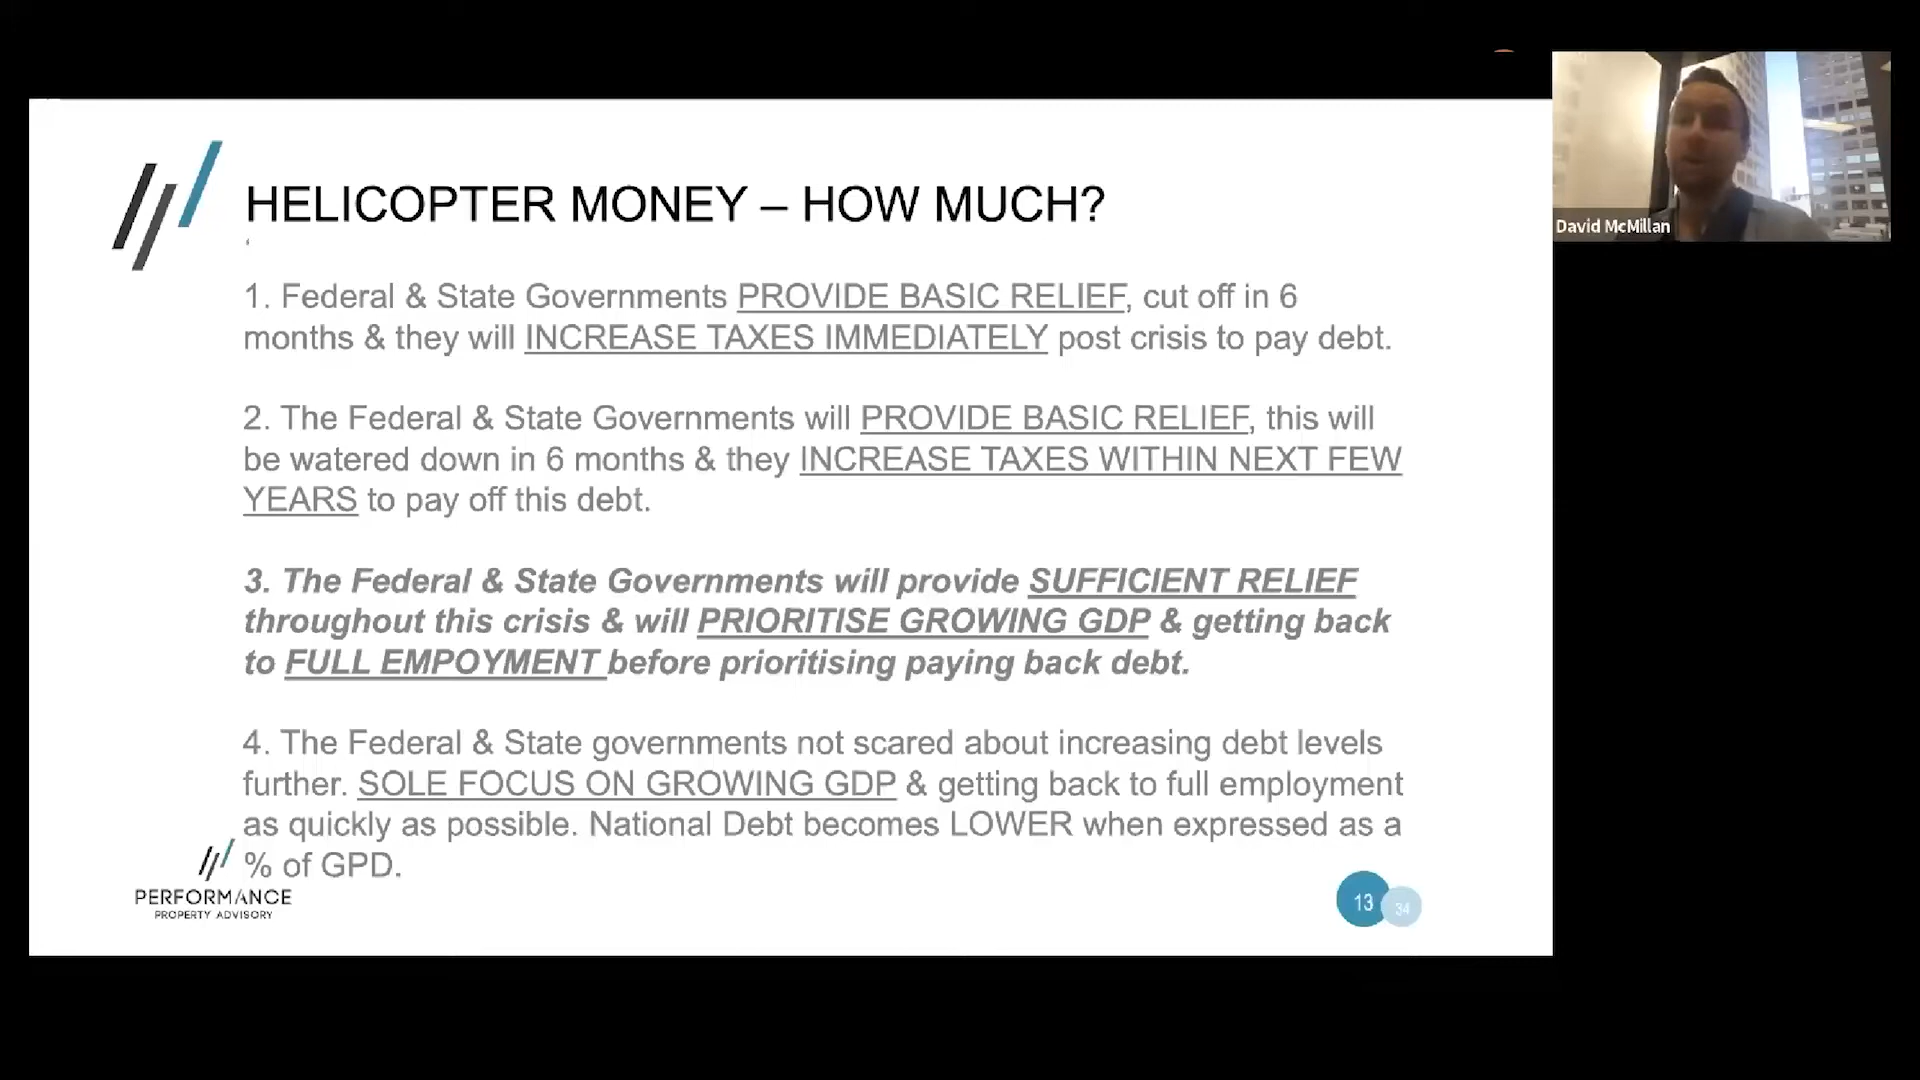 HELICOPTER MONEY – HOW MUCH?
1. Federal & State Governments PROVIDE BASIC RELIEF, cut off in 6
months & they will INCREASE TAXES IMMEDIATELY post crisis to pay debt.
2. The Federal & State Governments will PROVIDE BASIC RELIEF, this will
be watered down in 6 months & they INCREASE TAXES WITHIN NEXT FEW
YEARS to pay off this debt.
3. The Federal & State Governments will provide SUFFICIENT RELIEF
throughout this crisis & will PRIORITISE GROWING GDP & getting back
to FULL EMPOYMENT before prioritising paying back debt.
4. The Federal & State governments not scared about increasing debt levels
further. SOLE FOCUS ON GROWING GDP & getting back to full employment
as quickly as possible. National Debt becomes LOWER when expressed as a
% of GPD.
PERFORMANCE
PROPERTY ADVISORY
13
34
David McMillan